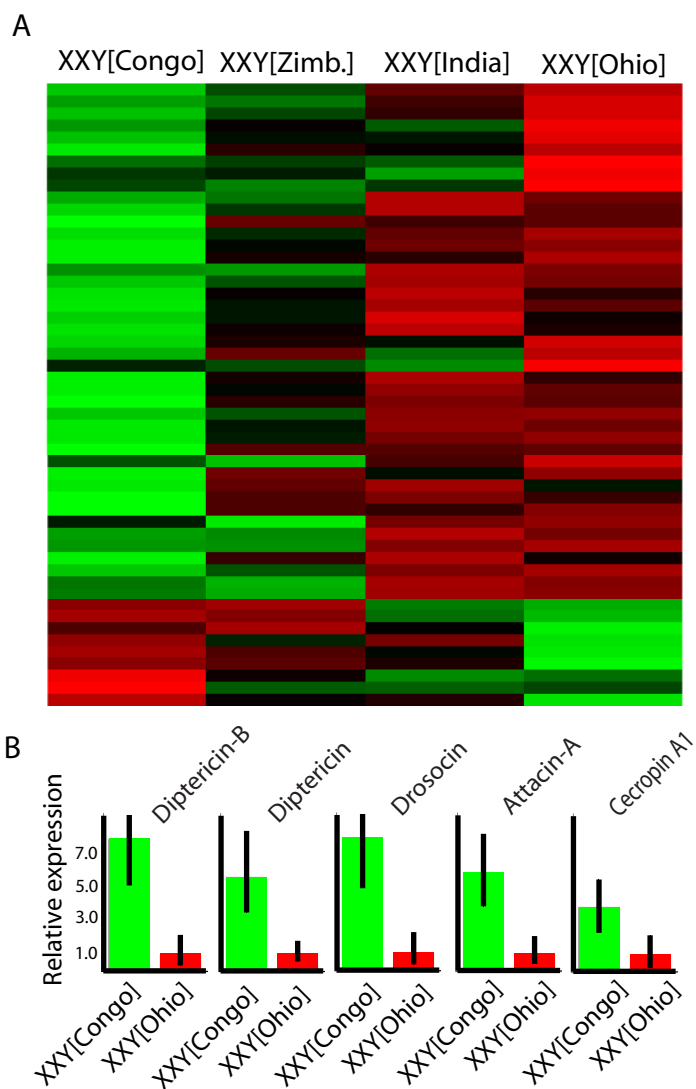 A
XXY[Congo] XXY[Zimb.] XXY[India] XXY[Ohio]
B
Diptericin-B
Diptericin
Drosocin
Attacin-A
Cecropin A1
Relative expression
7.0
5.0
3.0
1.0
XXY[Congo]
XXY[Ohio]
XXY[Congo]
XXY[Ohio]
XXY[Congo]
XXY[Ohio]
XXY[Congo]
XXY[Ohio]
XXY[Congo]
XXY[Ohio]